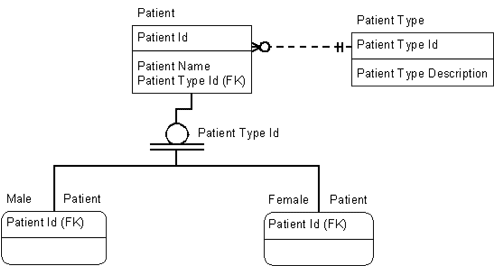 Patient
Patient Type
Patient Id
Patient Type Id
Patient Name
Patient Type Id (FK)
Patient Type Description
Patient Type Id
Male Patient
Female Patient
Patient Id (FK)
Patient Id (FK)